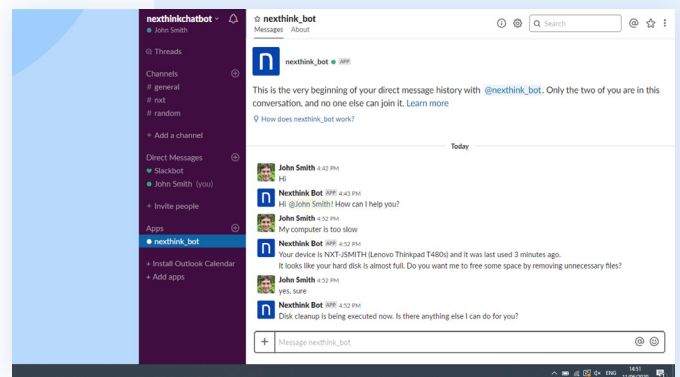 nexthinkchatbot
John Smith
Threads
Channels
# general
# nxt
# random
+ Add a channel
Direct Messages
Slackbot
John Smith (you)
+ Invite people
Apps
nexthink_bot
+ Install Outlook Calendar
+ Add apps
nexthink_bot
Messages About
Search
nexthink_bot APP
This is the very beginning of your direct message history with @nexthink_bot. Only the two of you are in this
conversation, and no one else can join it. Learn more
How does nexthink_bot work?
Today
John Smith 4:42 PM
Hi
Nexthink Bot APP 4:43 PM
Hi @John Smith! How can I help you?
John Smith 4:52 PM
My computer is too slow
Nexthink Bot APP 4:52 PM
Your device is NXT-JSMITH (Lenovo Thinkpad T480s) and it was last used 3 minutes ago.
It looks like your hard disk is almost full. Do you want me to free some space by removing unnecessary files?
John Smith 4:52 PM
yes, sure
Nexthink Bot APP 4:52 PM
Disk cleanup is being executed now. Is there anything else I can do for you?
Message nexthink_bot
ENG
1451